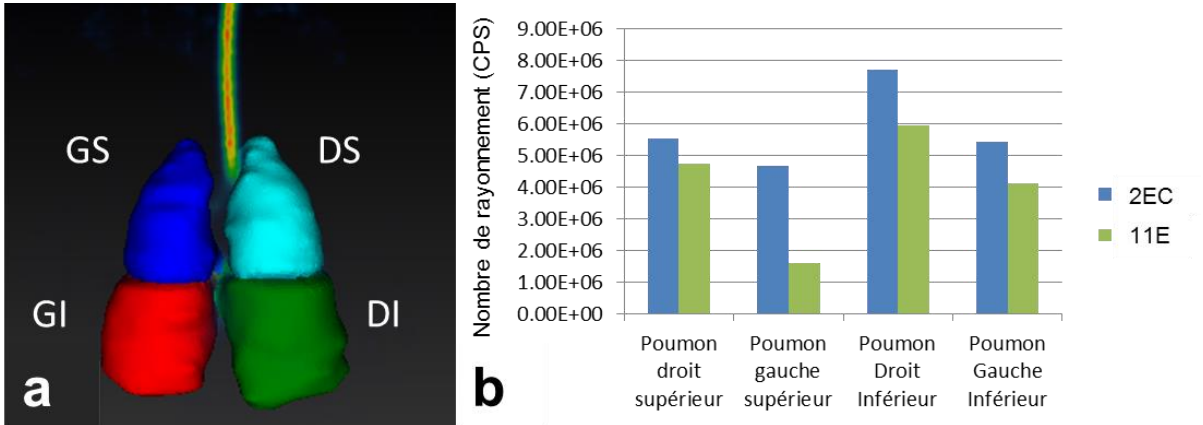 GS
DS
GI
DI
a
Nombre de rayonnement (CPS)
9.00E+06
8.00E+06
7.00E+06
6.00E+06
5.00E+06
4.00E+06
3.00E+06
2.00E+06
1.00E+06
0.00E+00
Poumon
droit
supérieur
Poumon
gauche
supérieur
Poumon
Droit
Inférieur
Poumon
Gauche
Inférieur
2EC
11E
b